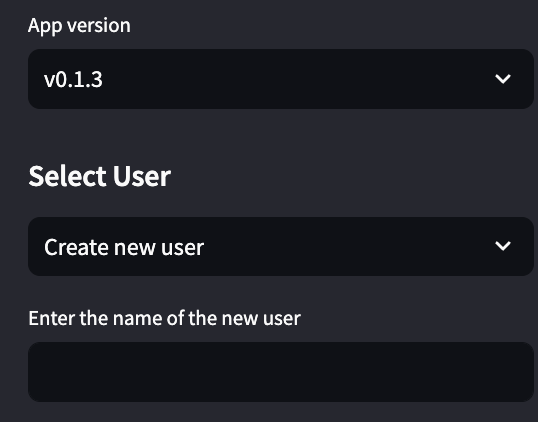 App version
v0.1.3
Select User
Create new user
Enter the name of the new user